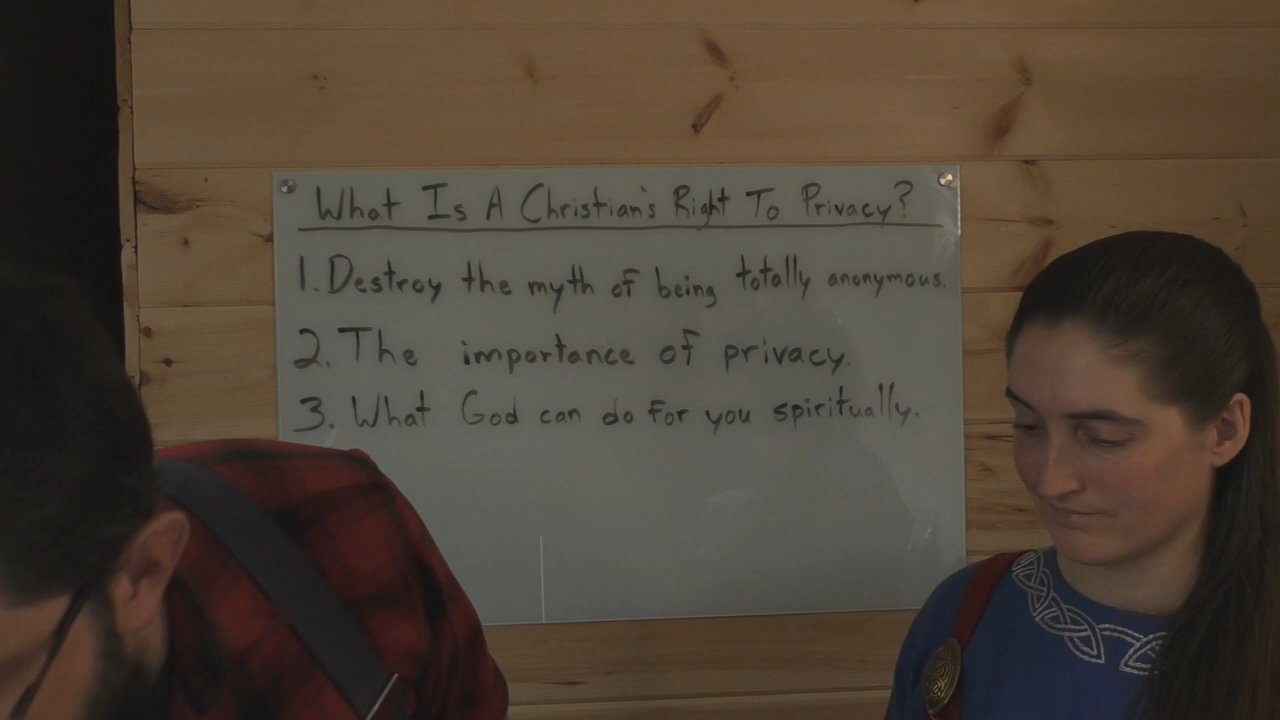 What Is A Christian's Right To Privacy?
1. Destroy the myth of being totally anonymous.
2. The importance of privacy.
3. What God can do for you spiritually.